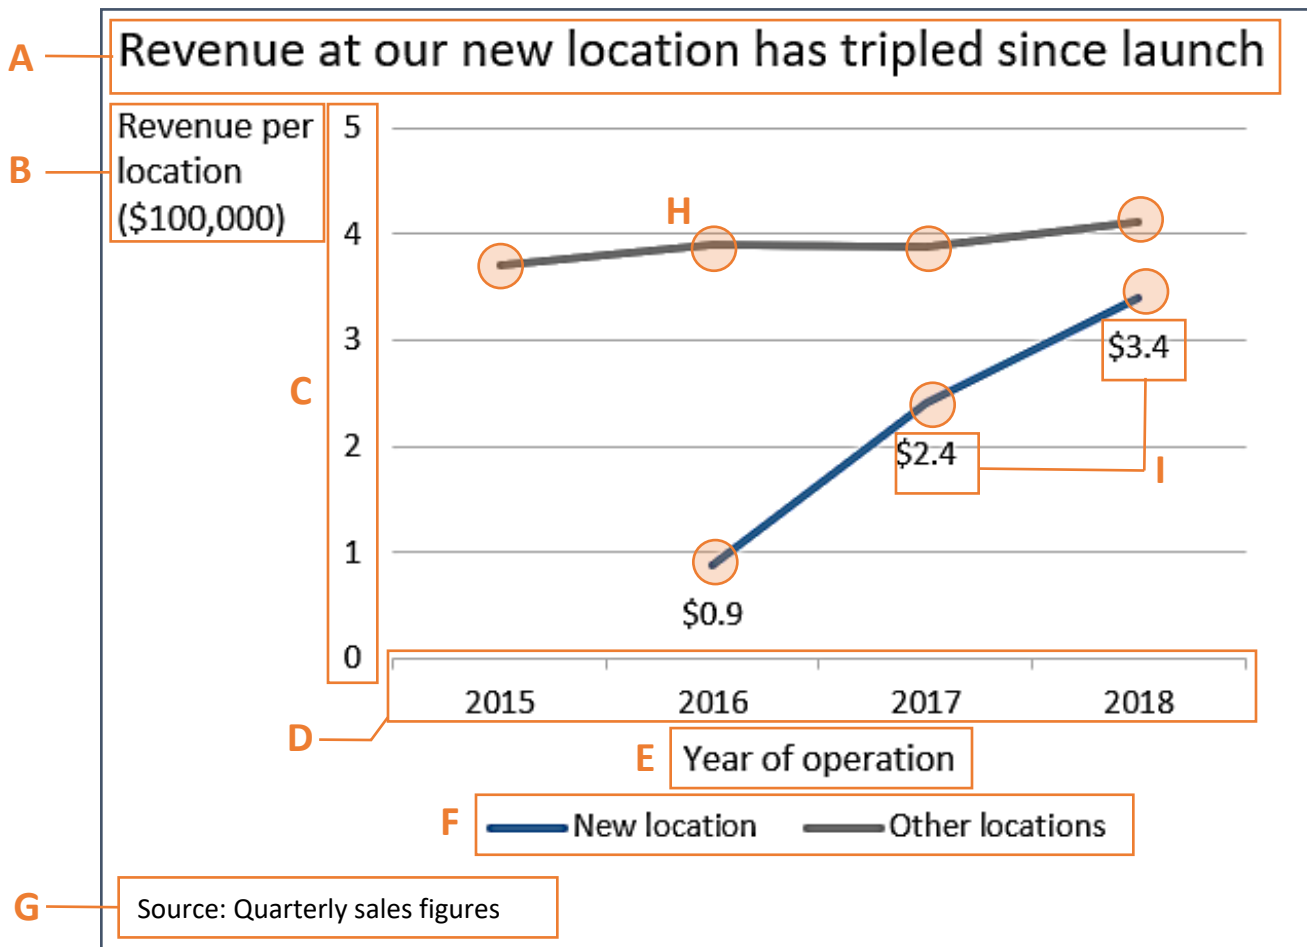 A
Revenue at our new location has tripled since launch
B
Revenue per
location
($100,000)
C
5
4
3
2
1
0
H
$3.4
$2.4
I
$0.9
D
2015 2016 2017 2018
E
Year of operation
F
New location Other locations
G
Source: Quarterly sales figures